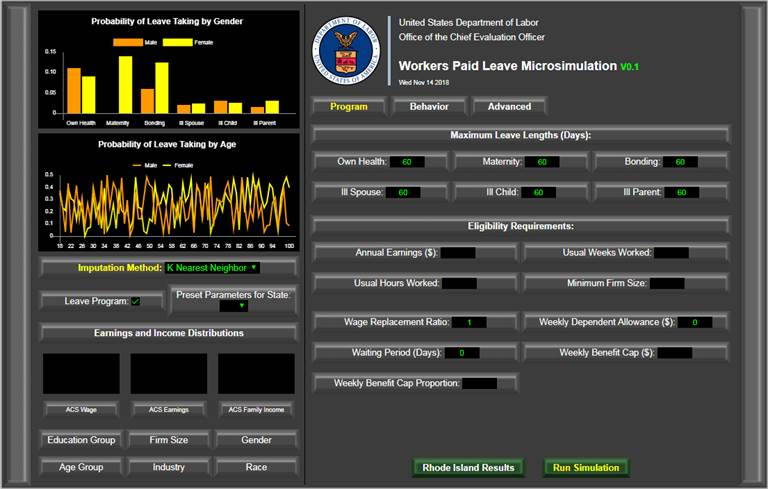 Probability of Leave Taking by Gender
Male Female
0.15
0.10
0.05
0
Own Health Maternity Bonding Ill Spouse Ill Child Ill Parent
Probability of Leave Taking by Age
Male Female
0.5
0.4
0.3
0.2
0.1
0
18 22 26 30 34 38 42 46 50 54 58 62 66 70 74 78 82 86 90 94 100
Imputation Method: K Nearest Neighbor
Leave Program: ✓
Preset Parameters for State:
Earnings and Income Distributions
ACS Wage ACS Earnings ACS Family Income
Education Group Firm Size Gender
Age Group Industry Race
DEPARTMENT OF LABOR
UNITED STATES OF AMERICA
United States Department of Labor
Office of the Chief Evaluation Officer
Workers Paid Leave Microsimulation V0.1
Wed Nov 14 2018
Program Behavior Advanced
Maximum Leave Lengths (Days):
Own Health: 60 Maternity: 60 Bonding: 60
Ill Spouse: 60 Ill Child: 60 Ill Parent: 60
Eligibility Requirements:
Annual Earnings ($): Usual Weeks Worked:
Usual Hours Worked: Minimum Firm Size:
Wage Replacement Ratio: 1 Weekly Dependent Allowance ($): 0
Waiting Period (Days): 0 Weekly Benefit Cap ($):
Weekly Benefit Cap Proportion:
Rhode Island Results Run Simulation